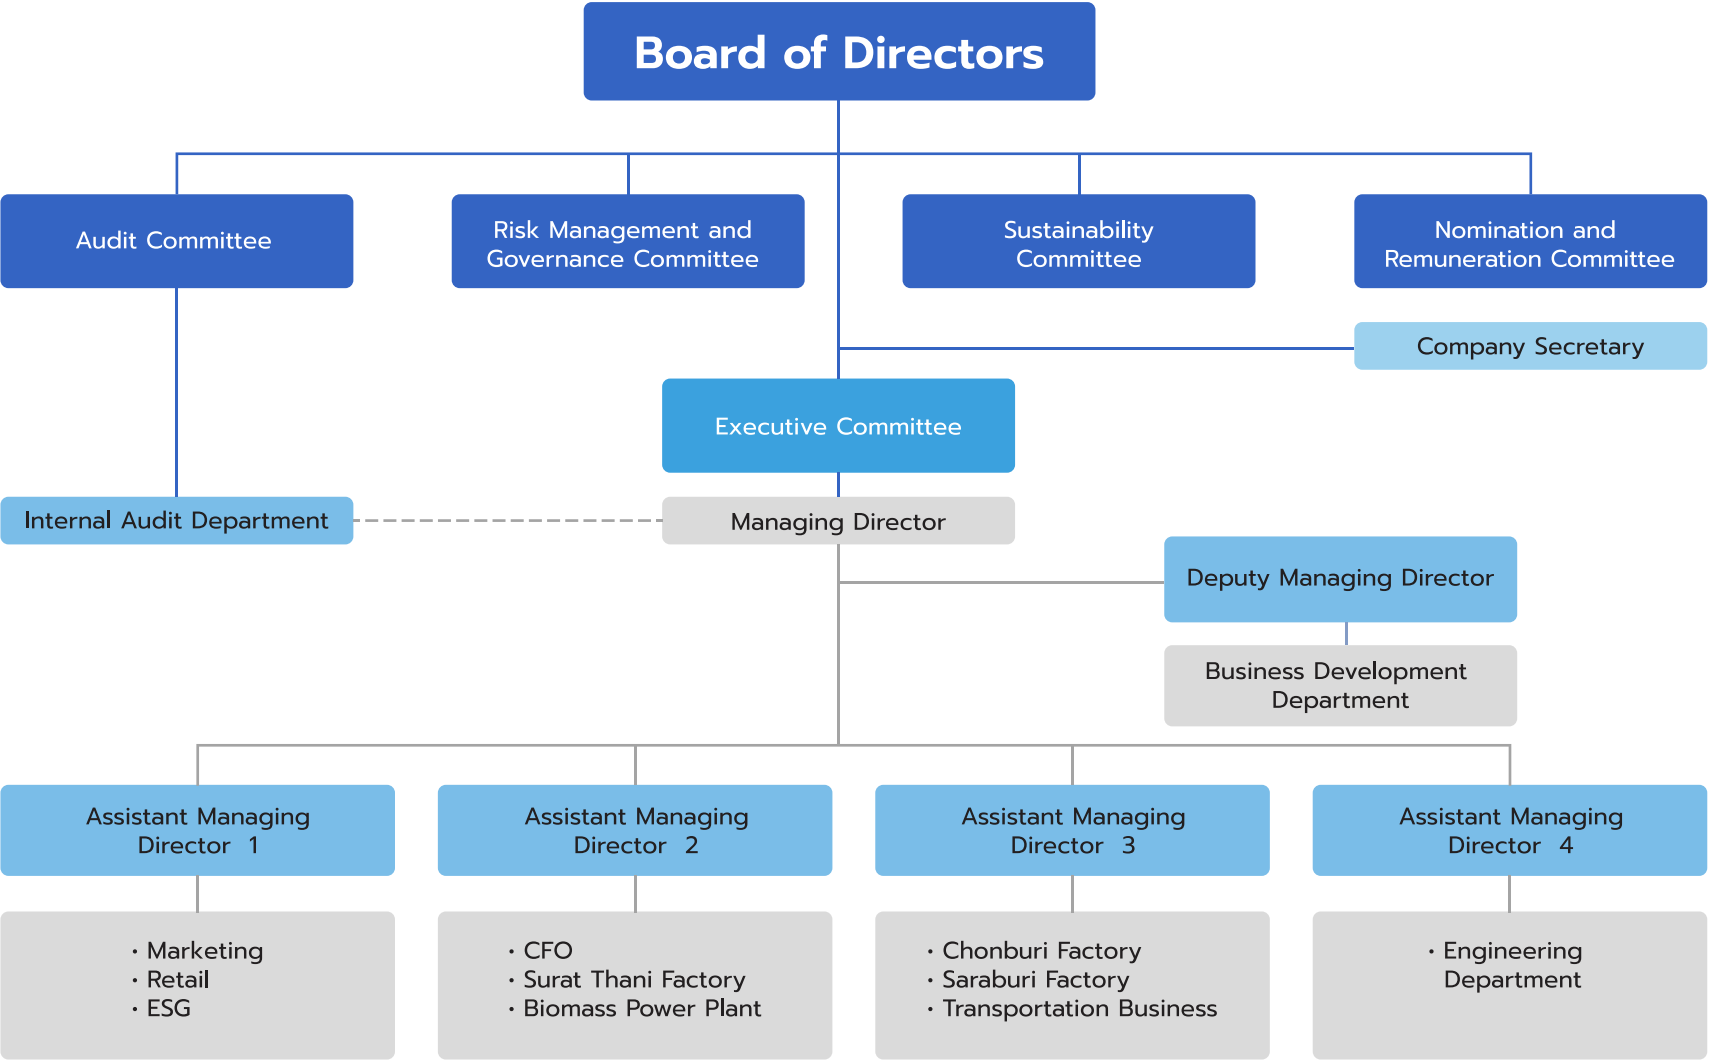 Board of Directors
Audit Committee
Risk Management and
Governance Committee
Sustainability
Committee
Nomination and
Remuneration Committee
Company Secretary
Executive Committee
Internal Audit Department
Managing Director
Deputy Managing Director
Business Development
Department
Assistant Managing
Director 1
Assistant Managing
Director 2
Assistant Managing
Director 3
Assistant Managing
Director 4
• Marketing
• Retail
• ESG
• CFO
• Surat Thani Factory
• Biomass Power Plant
• Chonburi Factory
• Saraburi Factory
• Transportation Business
• Engineering
Department